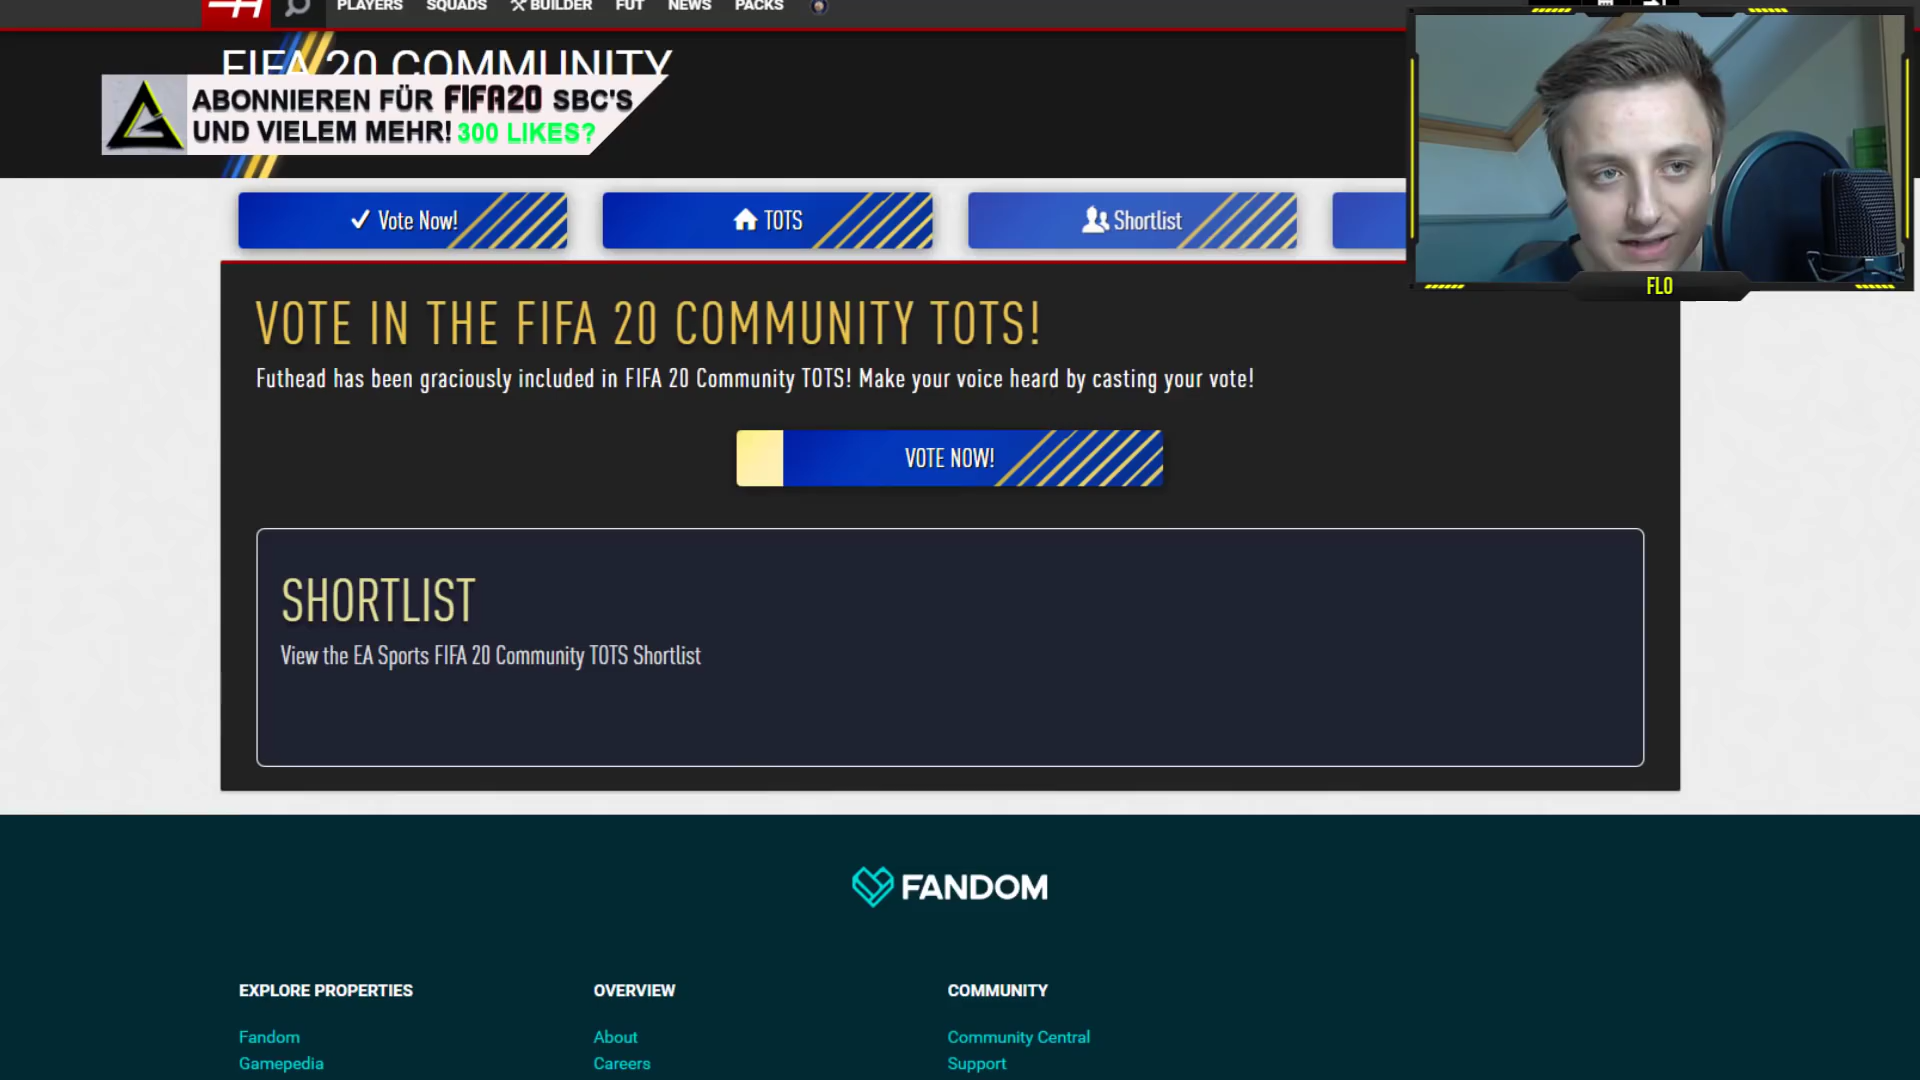 PLAYERS SQUADS BUILDER FUT NEWS PACKS
FIFA 20 COMMUNITY
ABONNIEREN FÜR FIFA20 SBC'S
UND VIELEM MEHR! 300 LIKES?
Vote Now! TOTS Shortlist
FLO
VOTE IN THE FIFA 20 COMMUNITY TOTS!
Futhead has been graciously included in FIFA 20 Community TOTS! Make your voice heard by casting your vote!
VOTE NOW!
SHORTLIST
View the EA Sports FIFA 20 Community TOTS Shortlist
FANDOM
EXPLORE PROPERTIES OVERVIEW COMMUNITY
Fandom About Community Central
Gamepedia Careers Support